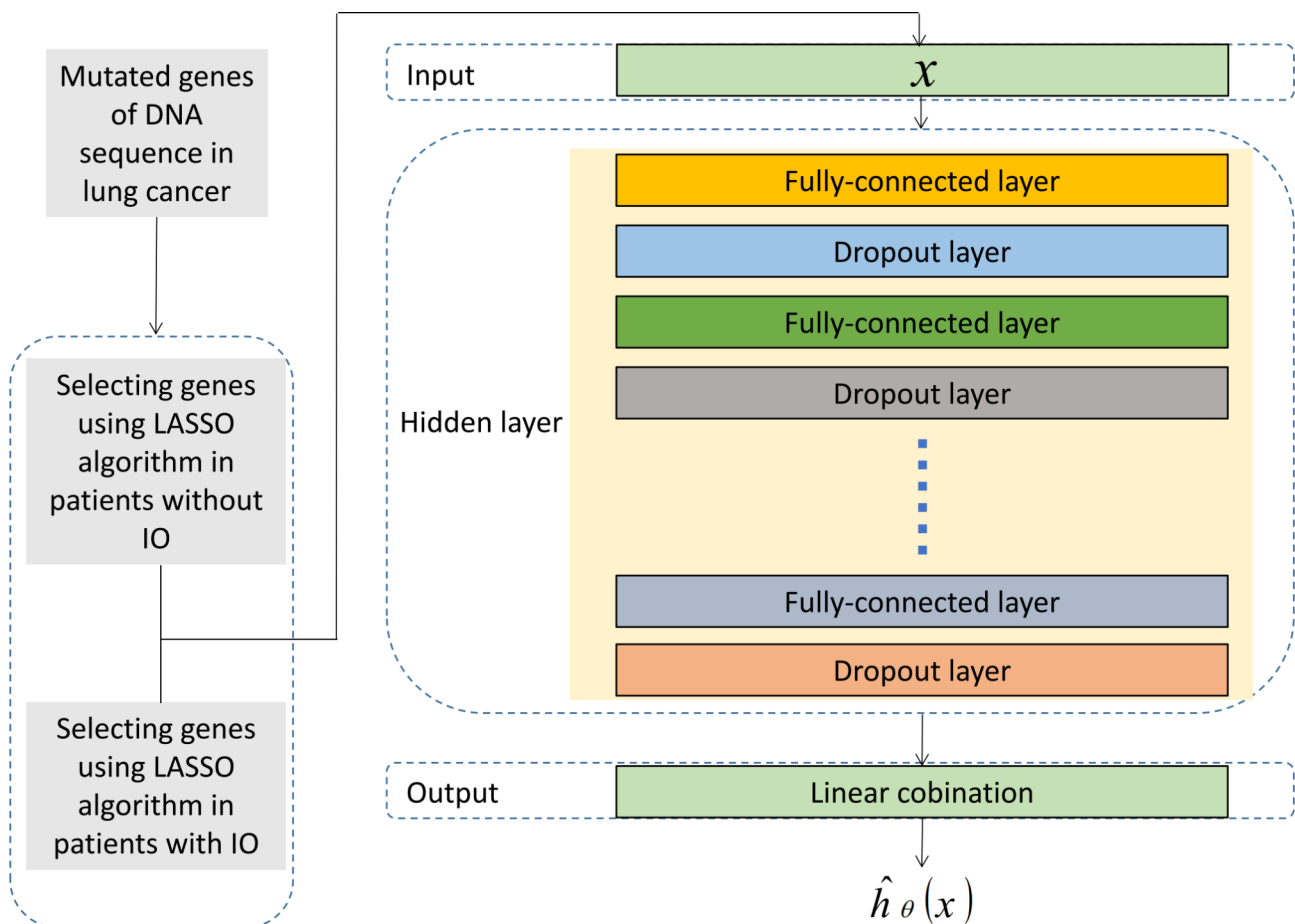 Mutated genes
of DNA
sequence in
lung cancer
Selecting genes
using LASSO
algorithm in
patients without
IO
Selecting genes
using LASSO
algorithm in
patients with IO
Input
x
Hidden layer
Fully-connected layer
Dropout layer
Fully-connected layer
Dropout layer
Fully-connected layer
Dropout layer
Output
Linear cobination
ĥ θ (x)